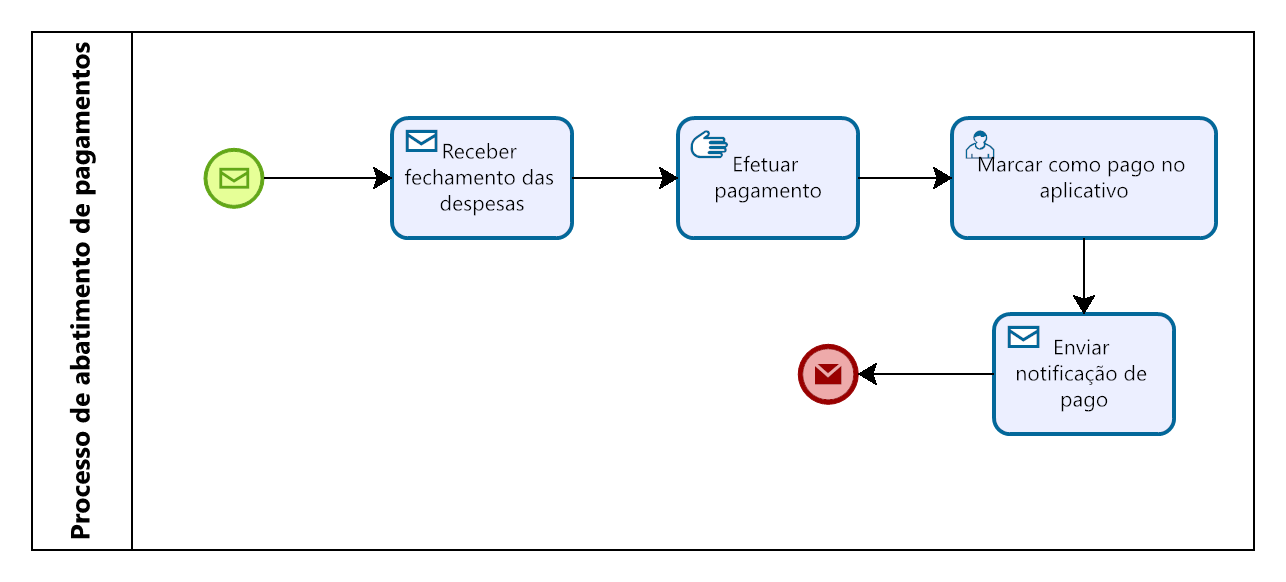 Processo de abatimento de pagamentos
Receber
fechamento das
despesas
Efetuar
pagamento
Marcar como pago no
aplicativo
Enviar
notificação de
pago